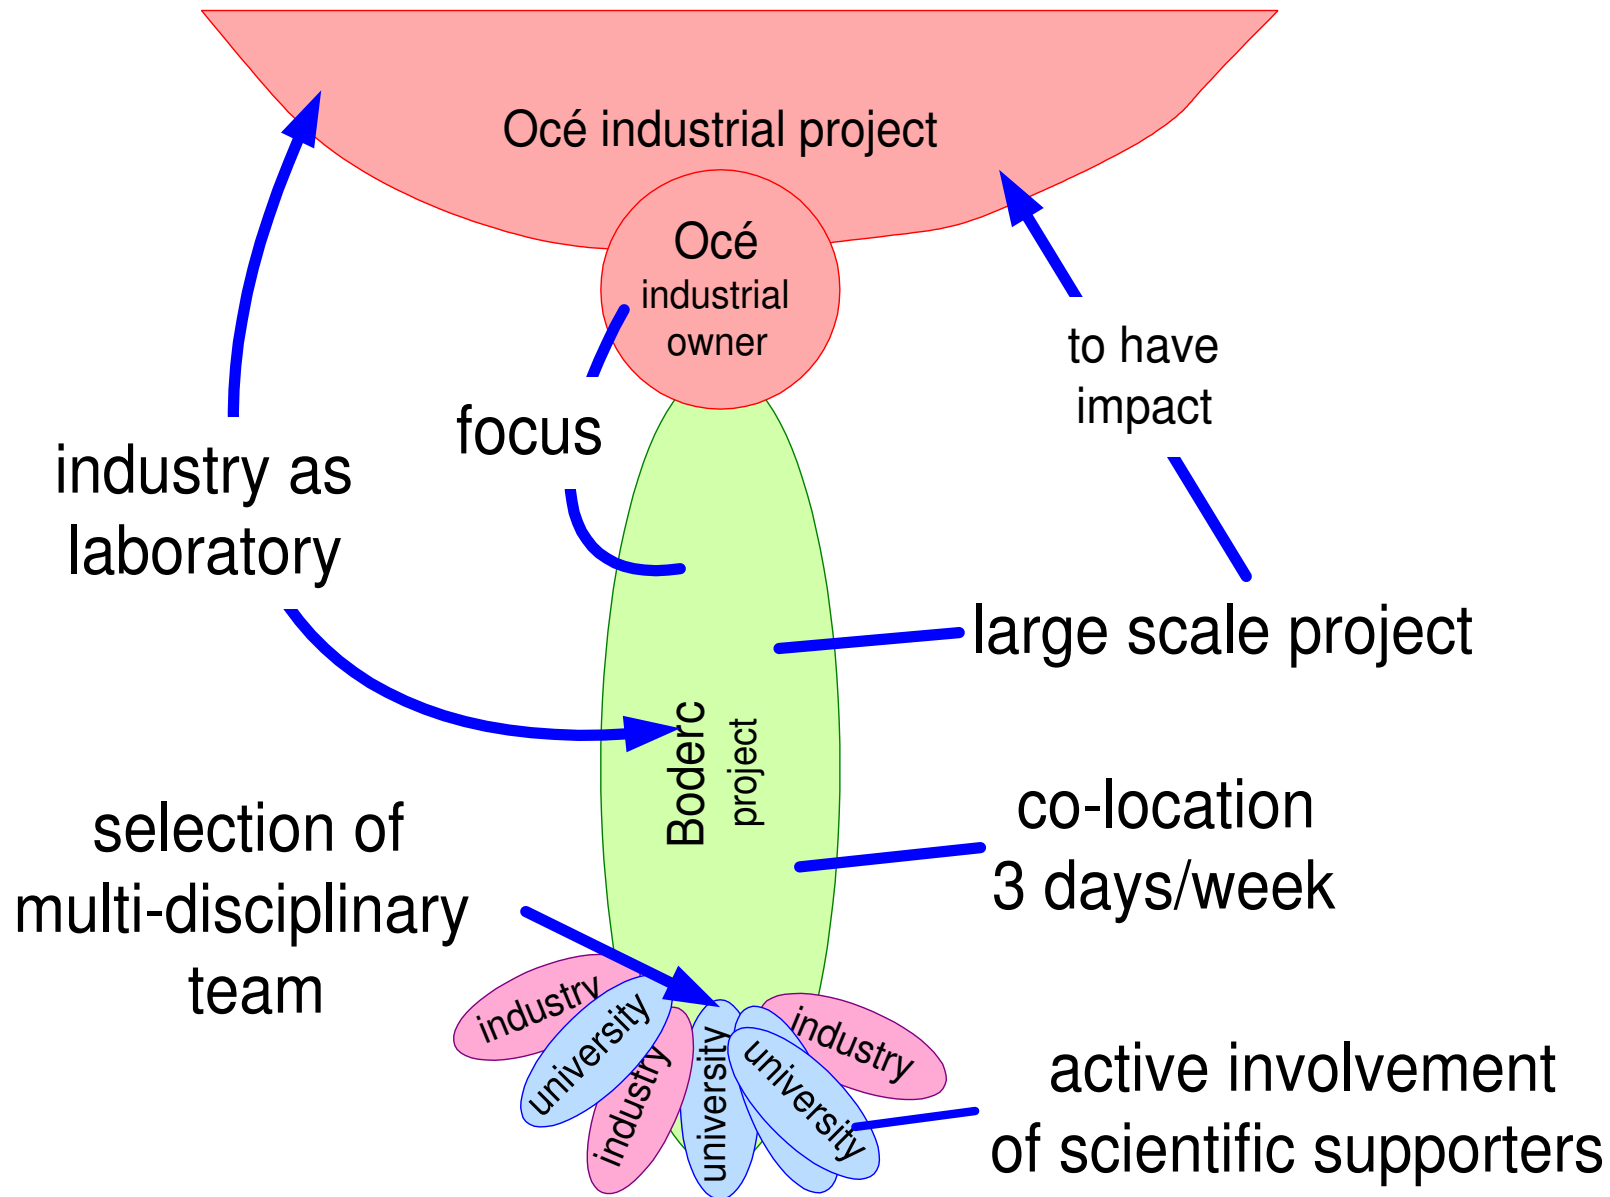 Océ industrial project
Océ
industrial
owner
to have
impact
focus
industry as
laboratory
large scale project
Boderc
project
selection of
multi-disciplinary
team
co-location
3 days/week
industry
university
industry
university
university
industry
active involvement
of scientific supporters